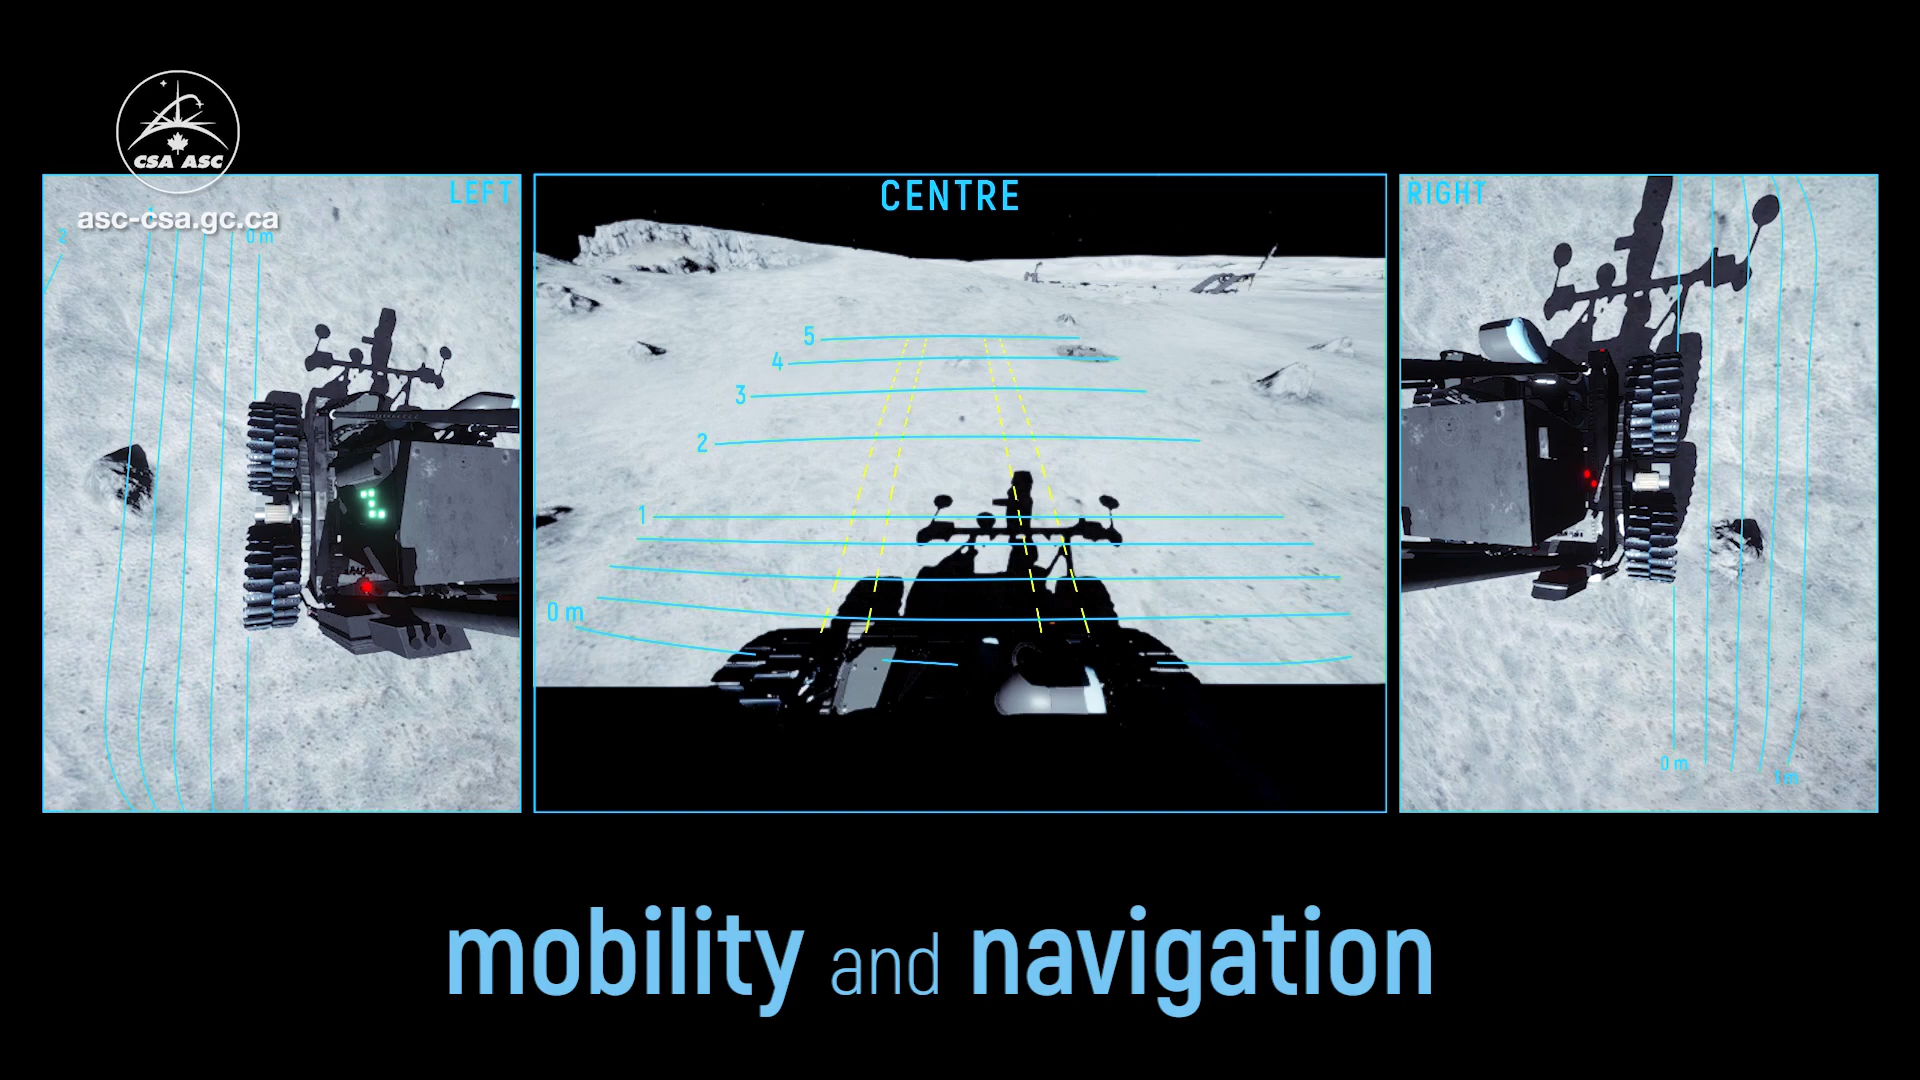 CSA ASC
asc-csa.gc.ca
LEFT
2
0 m
CENTRE
5
4
3
2
1
0 m
RIGHT
0 m
1 m
mobility and navigation